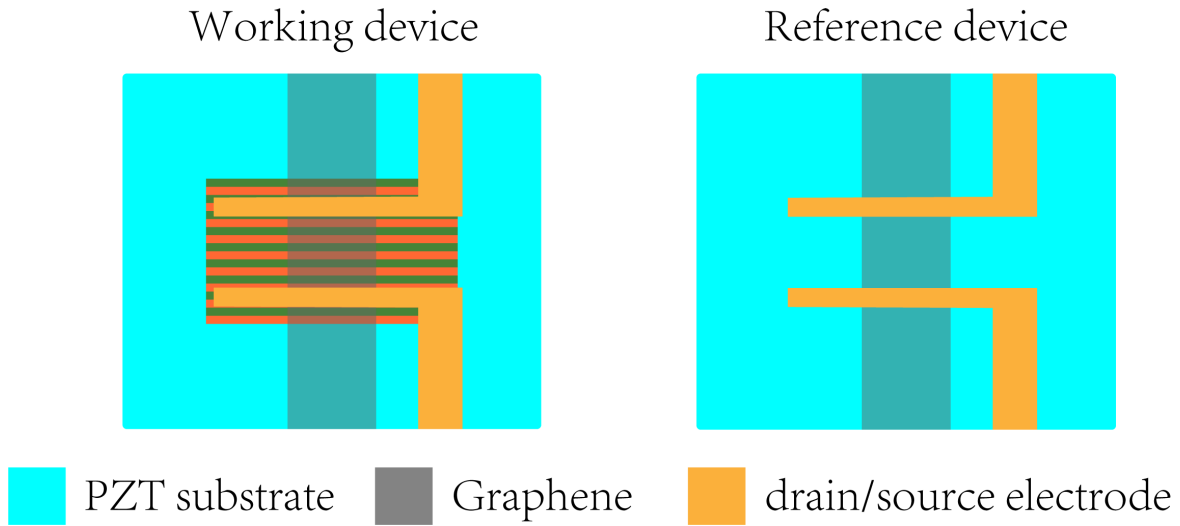 Working device
Reference device
PZT substrate
Graphene
drain/source electrode